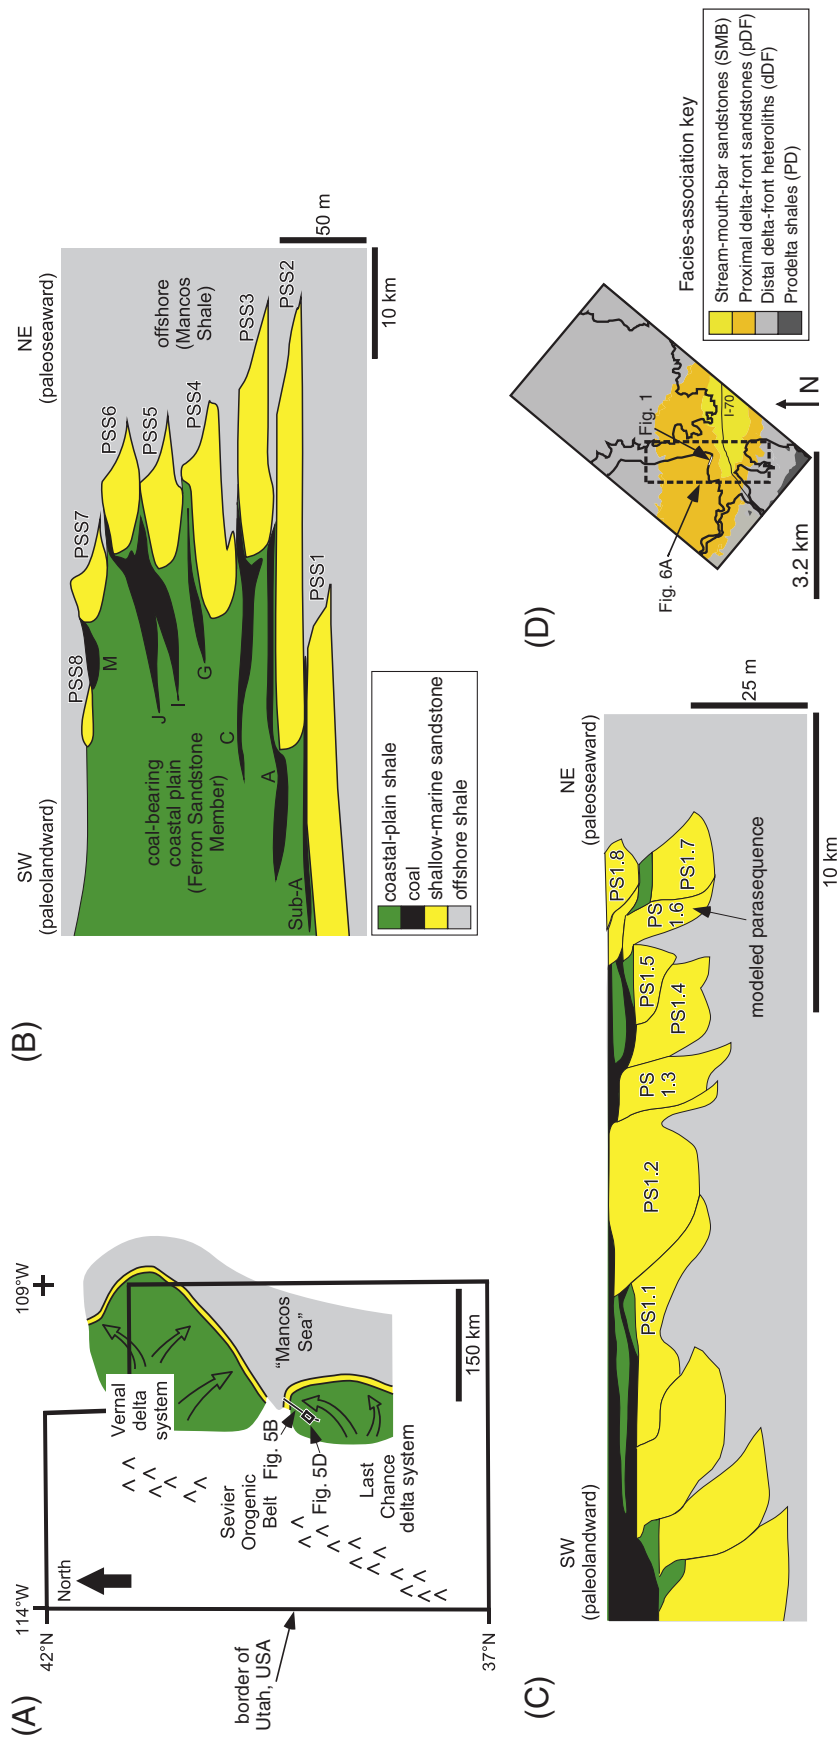 (A)
114°W
109°W
42°N
37°N
North
border of
Utah, USA
Vernal
delta
system
Sevier
Orogenic
Belt
Fig. 5B
Fig. 5D
Last
Chance
delta system
"Mancos
Sea"
150 km
(B)
SW
(paleolandward)
NE
(paleoseaward)
PSS8
PSS7
PSS6
PSS5
PSS4
PSS3
PSS2
PSS1
M
J
I
G
C
A
Sub-A
coal-bearing
coastal plain
(Ferron Sandstone
Member)
offshore
(Mancos
Shale)
50 m
10 km
coastal-plain shale
coal
shallow-marine sandstone
offshore shale
(C)
SW
(paleolandward)
NE
(paleoseaward)
PS1.1
PS1.2
PS
1.3
PS1.4
PS1.5
PS
1.6
PS1.7
PS1.8
modeled parasequence
25 m
10 km
(D)
Fig. 6A
Fig. 1
I-70
N
3.2 km
Facies-association key
Stream-mouth-bar sandstones (SMB)
Proximal delta-front sandstones (pDF)
Distal delta-front heteroliths (dDF)
Prodelta shales (PD)